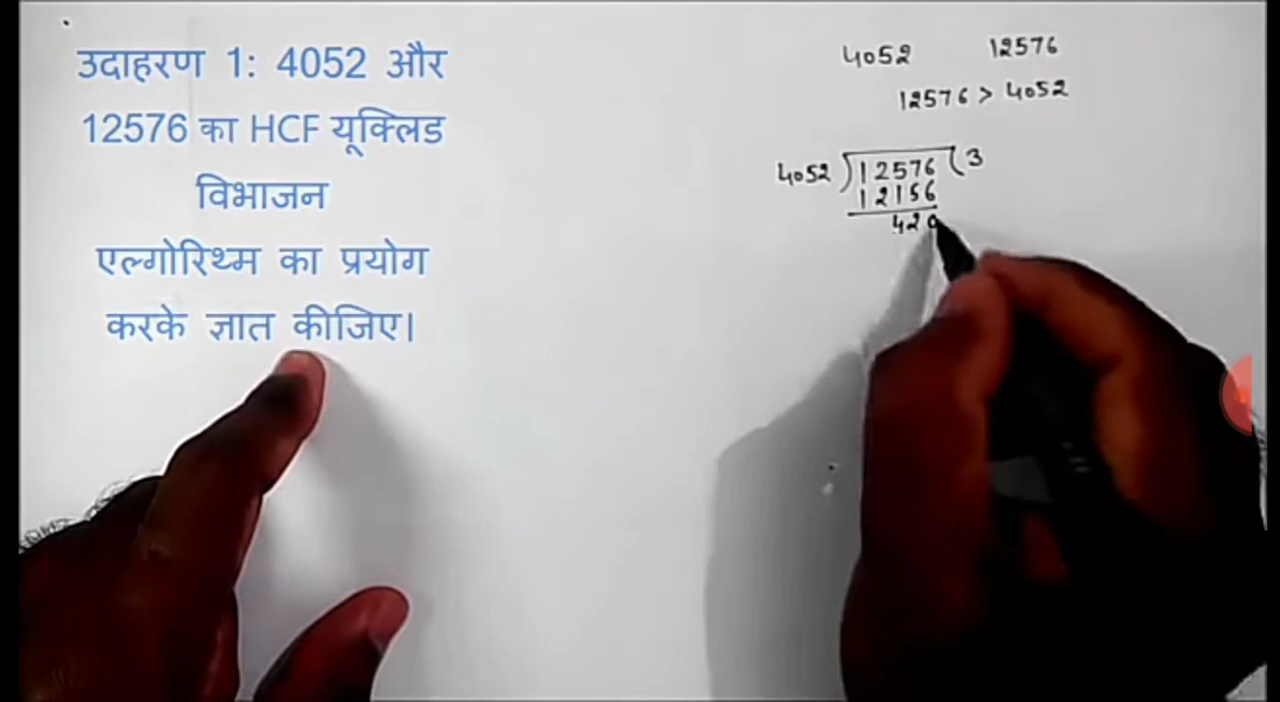 उदाहरण 1: 4052 और
12576 का HCF यूक्लिड
विभाजन
एल्गोरिथ्म का प्रयोग
करके ज्ञात कीजिए।
4052 12576
12576 > 4052
4052 ) 12576 ( 3
12156
420